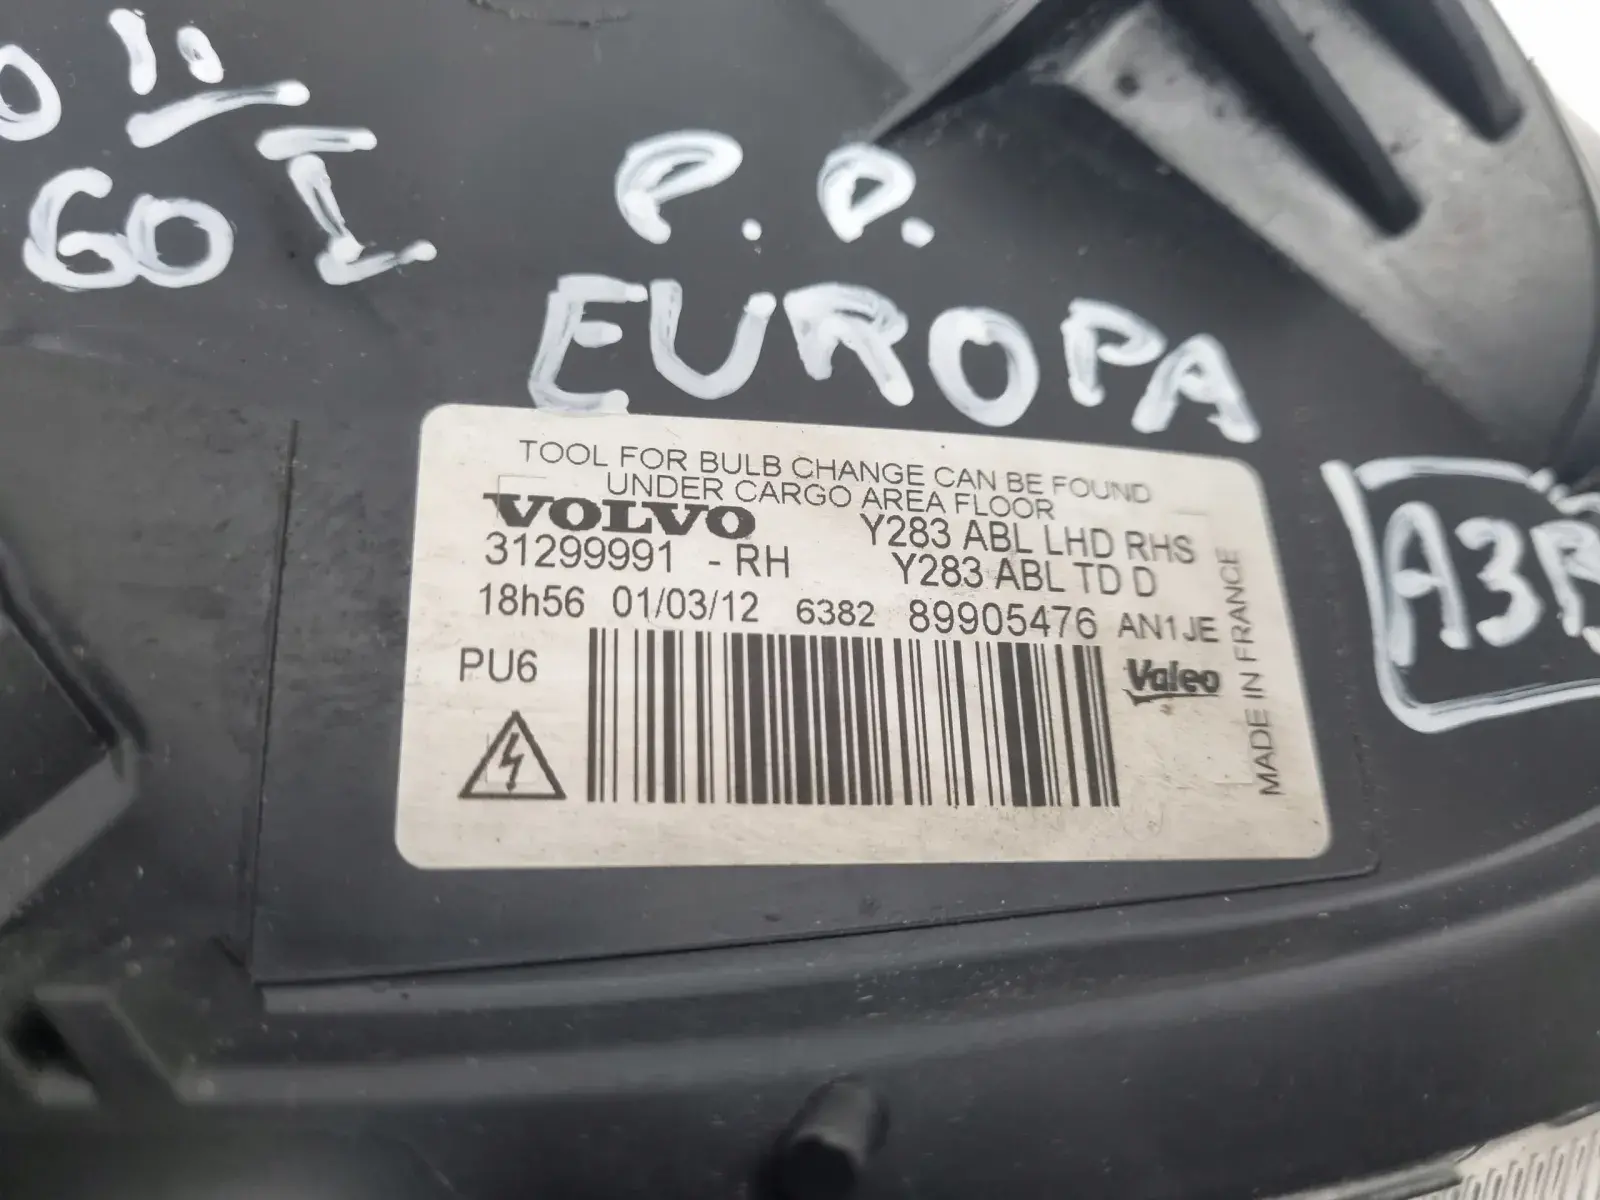 60 I
P.P.
EUROPA
TOOL FOR BULB CHANGE CAN BE FOUND
UNDER CARGO AREA FLOOR
VOLVO Y283 ABL LHD RHS
31299991 - RH Y283 ABL TD D
18h56 01/03/12 6382 89905476 AN1JE
PU6
Valeo
MADE IN FRANCE